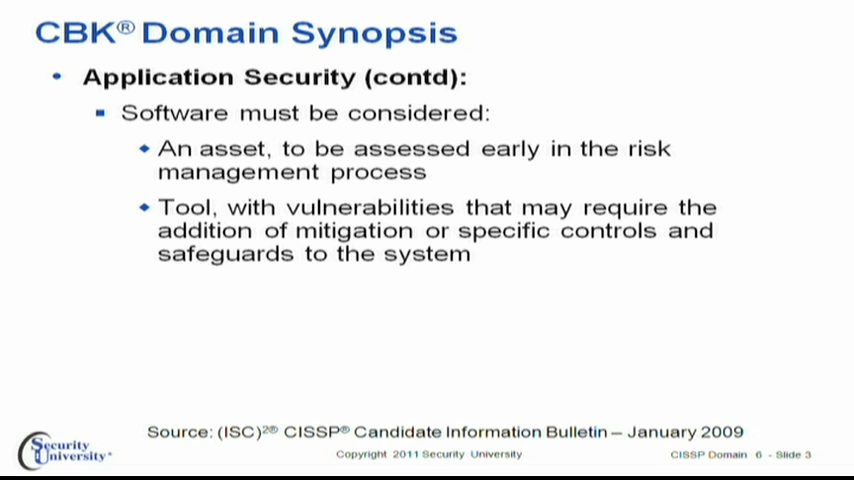 CBK® Domain Synopsis
• Application Security (contd):
▪ Software must be considered:
◆ An asset, to be assessed early in the risk
management process
◆ Tool, with vulnerabilities that may require the
addition of mitigation or specific controls and
safeguards to the system
Source: (ISC)²® CISSP® Candidate Information Bulletin – January 2009
Security
University
Copyright 2011 Security University
CISSP Domain 6 - Slide 3